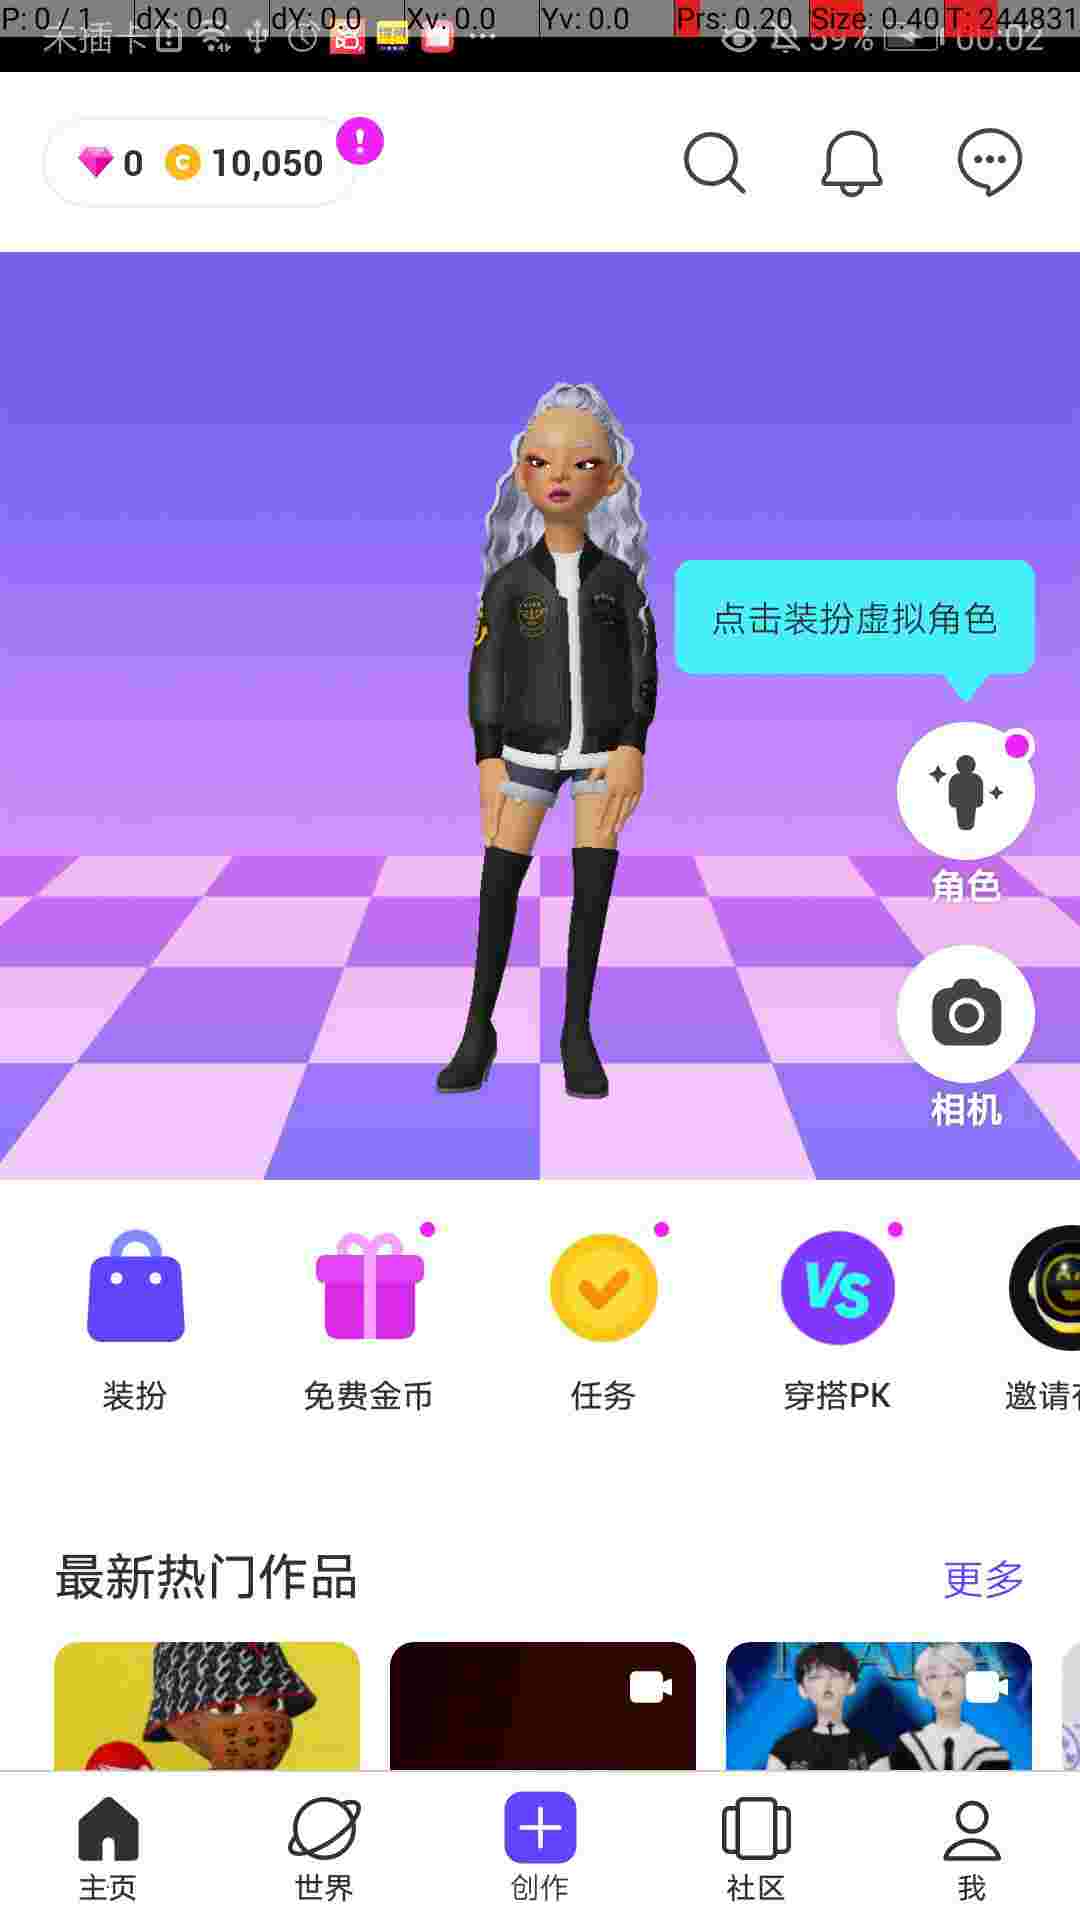 P: 0 / 1 dX: 0.0 dY: 0.0 Xv: 0.0 Yv: 0.0 Prs: 0.20 Size: 0.40 T: 244831
未插卡 59% 00:02
0 10,050
点击装扮虚拟角色
角色
相机
装扮 免费金币 任务 穿搭PK 邀请
最新热门作品 更多
主页 世界 创作 社区 我